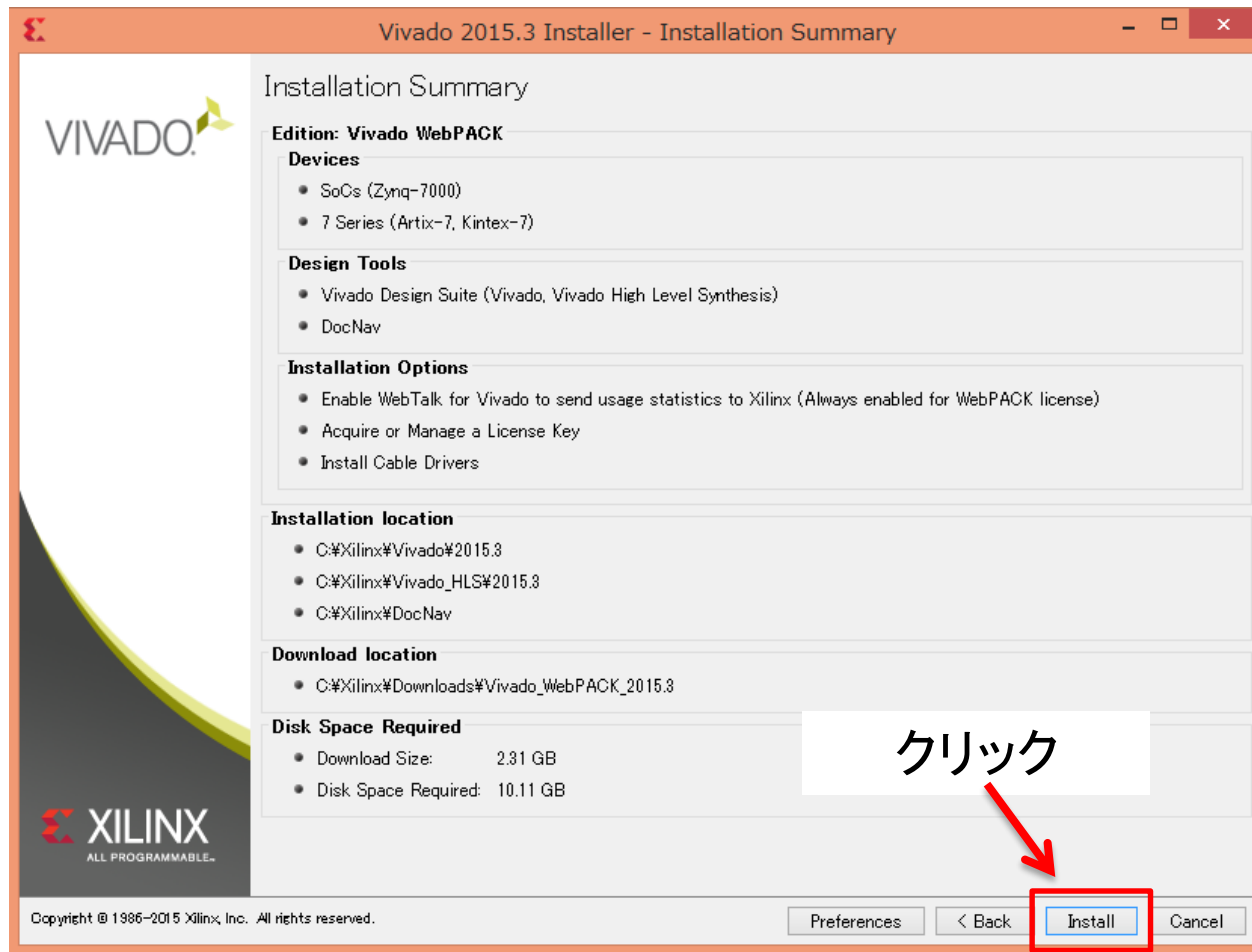 Vivado 2015.3 Installer - Installation Summary
VIVADO.
Installation Summary
Edition: Vivado WebPACK
Devices
SoCs (Zynq-7000)
7 Series (Artix-7, Kintex-7)
Design Tools
Vivado Design Suite (Vivado, Vivado High Level Synthesis)
DocNav
Installation Options
Enable WebTalk for Vivado to send usage statistics to Xilinx (Always enabled for WebPACK license)
Acquire or Manage a License Key
Install Cable Drivers
Installation location
C:¥Xilinx¥Vivado¥2015.3
C:¥Xilinx¥Vivado_HLS¥2015.3
C:¥Xilinx¥DocNav
Download location
C:¥Xilinx¥Downloads¥Vivado_WebPACK_2015.3
Disk Space Required
Download Size: 2.31 GB
Disk Space Required: 10.11 GB
クリック
XILINX
ALL PROGRAMMABLE™
Copyright © 1986-2015 Xilinx, Inc. All rights reserved.
Preferences < Back Install Cancel